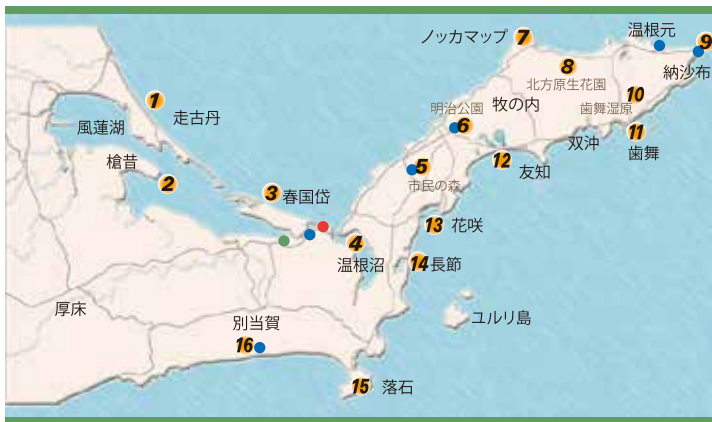 ノッカマップ
7
温根元
9
8
納沙布
北方原生花園
1
走古丹
牧の内
10
明治公園
歯舞湿原
風蓮湖
6
11
双沖
歯舞
槍昔
12
友知
5
2
市民の森
3
春国岱
13
花咲
4
温根沼
14
長節
厚床
ユルリ島
別当賀
16
15
落石